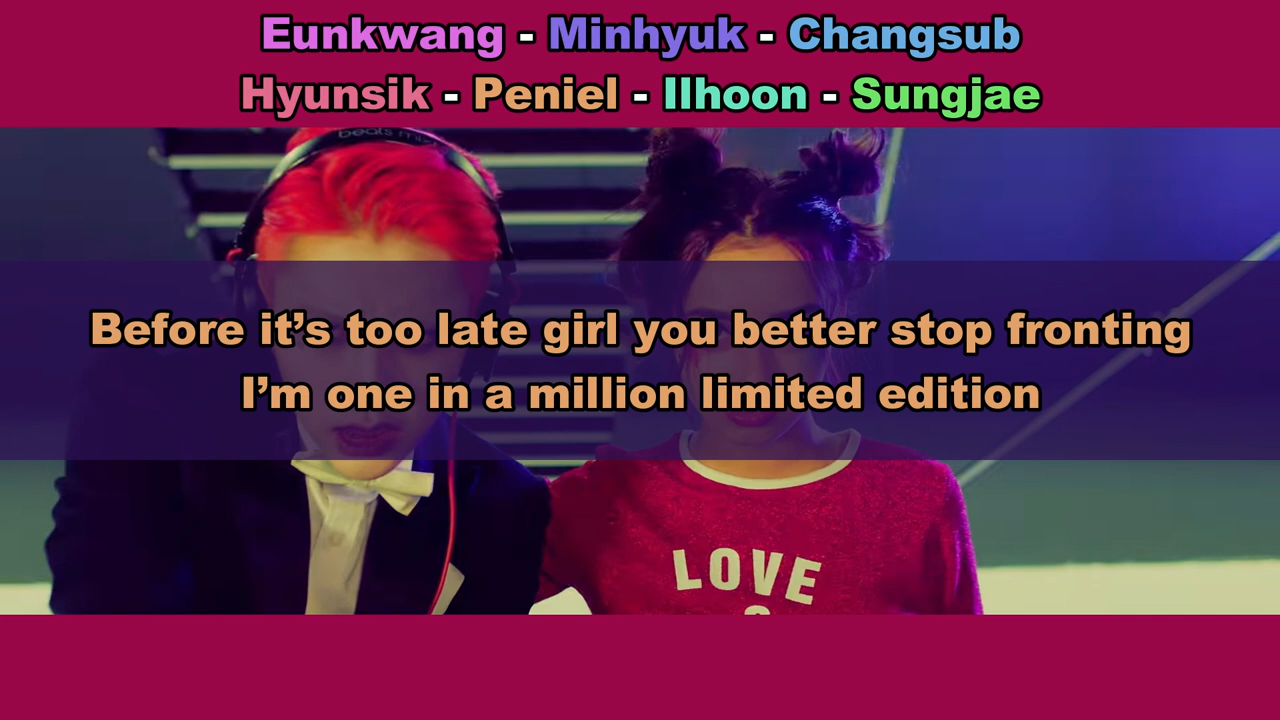 Eunkwang - Minhyuk - Changsub
Hyunsik - Peniel - Ilhoon - Sungjae
beats
Before it’s too late girl you better stop fronting
I’m one in a million limited edition
LOVE